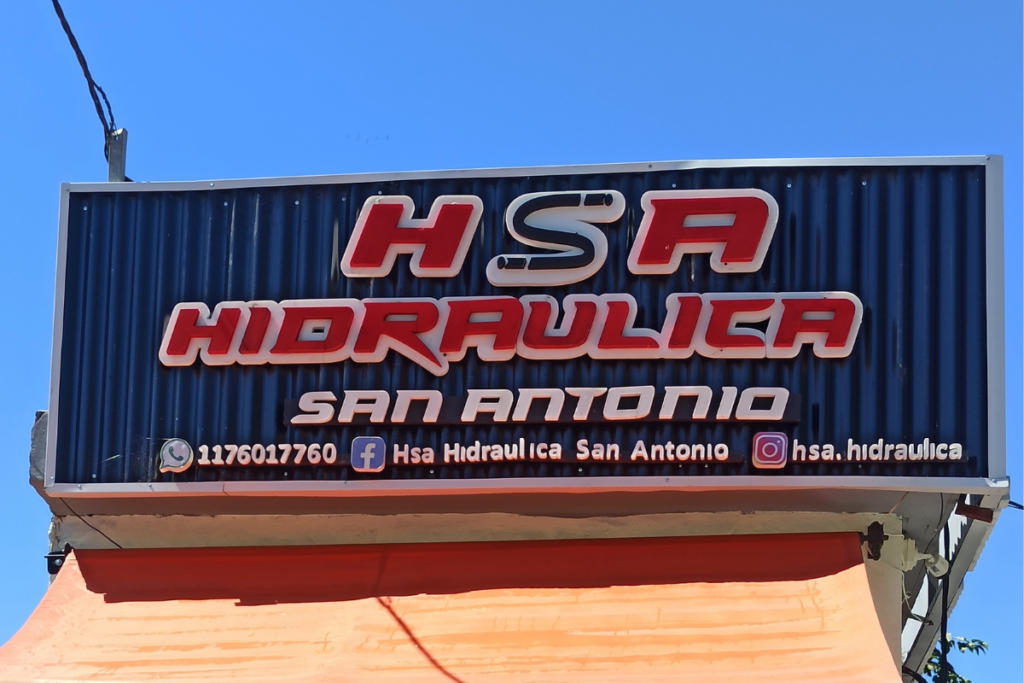 HSA
HIDRAULICA
SAN ANTONIO
1176017760 Hsa Hidraulica San Antonio hsa.hidraulica